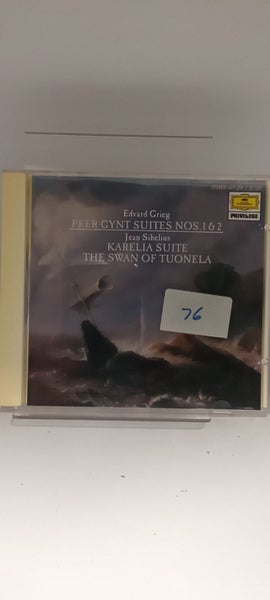 Edvard Grieg
PEER GYNT SUITES NOS. 1 & 2
Jean Sibelius
KARELIA SUITE
THE SWAN OF TUONELA
PRIVILEGE
76